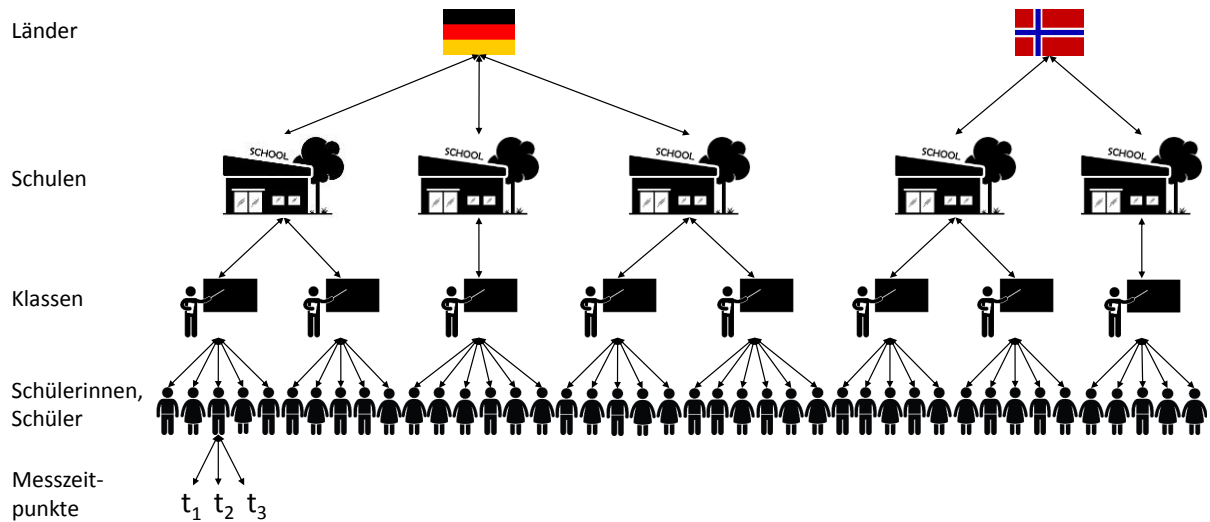 Länder
SCHOOL SCHOOL SCHOOL SCHOOL SCHOOL
Schulen
Klassen
Schülerinnen,
Schüler
Messzeit-
punkte
t₁ t₂ t₃